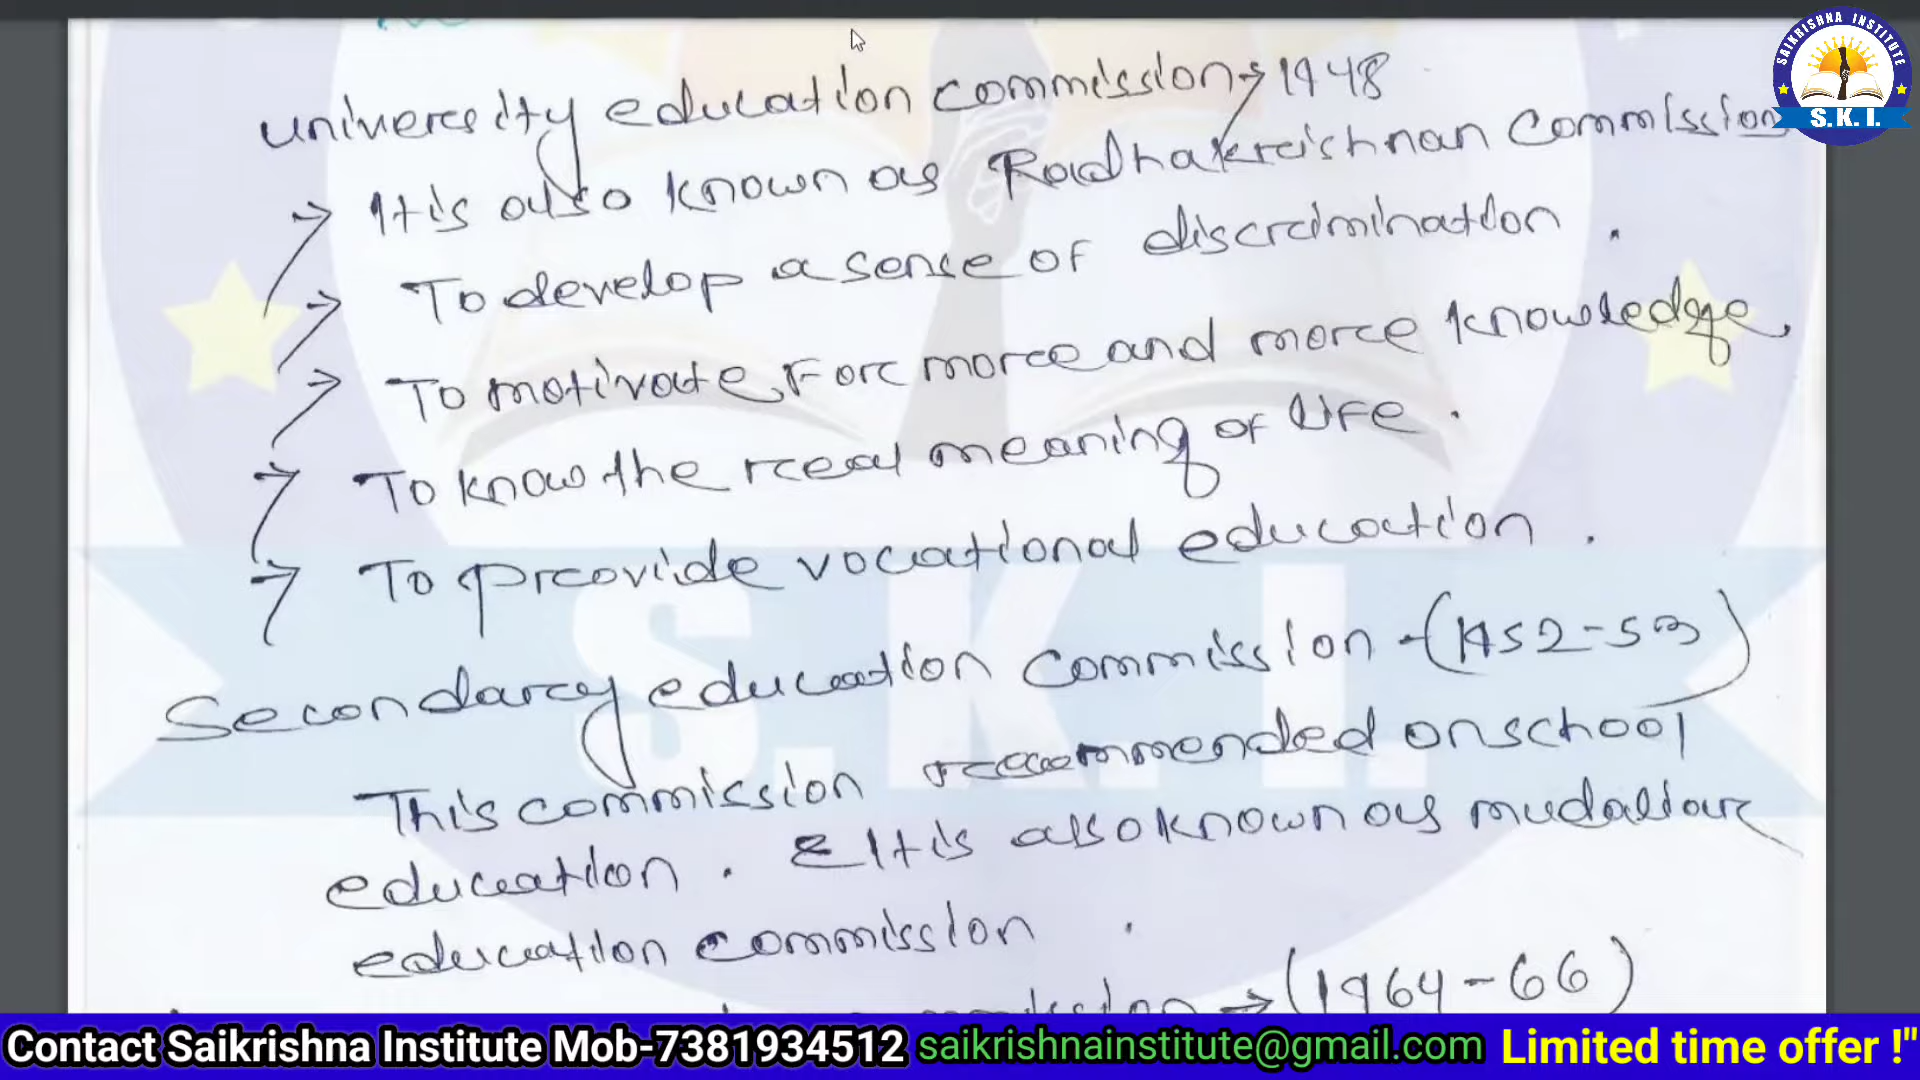 SAIKRISHNA INSTITUTE
S.K.I.
University education commission → 1948
→ It is also known as Radhakrishnan Commission
→ To develop a sense of discrimination.
→ To motivate For more and more knowledge.
→ To know the real meaning of life.
→ To provide vocational education.
Secondary education commission - (1952-53)
This commission recommended on school
education. & It is also known as mudaliar
education commission.
→ (1964-66)
S.K.I.
Contact Saikrishna Institute Mob-7381934512 saikrishnainstitute@gmail.com Limited time offer !"